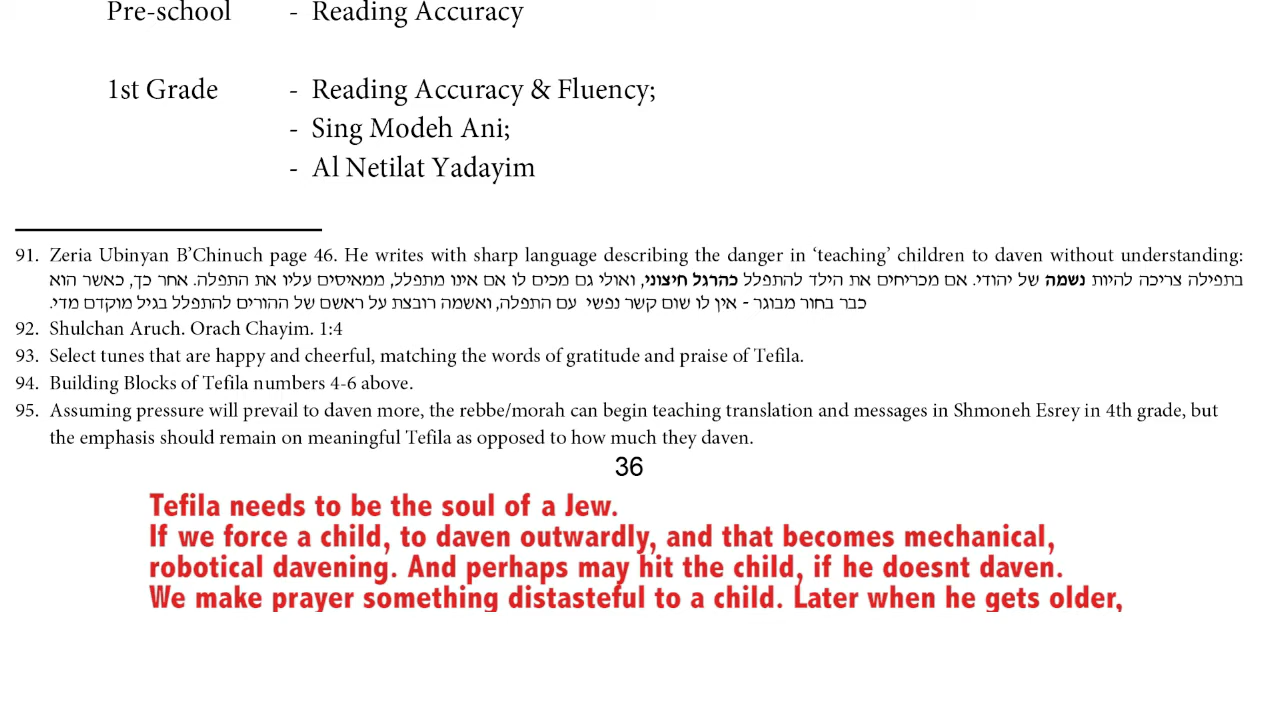 Pre-school - Reading Accuracy
1st Grade - Reading Accuracy & Fluency;
- Sing Modeh Ani;
- Al Netilat Yadayim
91. Zeria Ubinyan B’Chinuch page 46. He writes with sharp language describing the danger in ‘teaching’ children to daven without understanding:
בתפילה צריכה להיות נשמה של יהודי. אם מכריחים את הילד להתפלל כהרגל חיצוני, ואולי גם מכים לו אם אינו מתפלל, ממאיסים עליו את התפלה. אחר כך, כאשר הוא
כבר בחור מבוגר - אין לו שום קשר נפשי עם התפלה, ואשמה רובצת על ראשם של ההורים להתפלל בגיל מוקדם מדי.
92. Shulchan Aruch. Orach Chayim. 1:4
93. Select tunes that are happy and cheerful, matching the words of gratitude and praise of Tefila.
94. Building Blocks of Tefila numbers 4-6 above.
95. Assuming pressure will prevail to daven more, the rebbe/morah can begin teaching translation and messages in Shmoneh Esrey in 4th grade, but
the emphasis should remain on meaningful Tefila as opposed to how much they daven.
36
Tefila needs to be the soul of a Jew.
If we force a child, to daven outwardly, and that becomes mechanical,
robotical davening. And perhaps may hit the child, if he doesnt daven.
We make prayer something distasteful to a child. Later when he gets older,